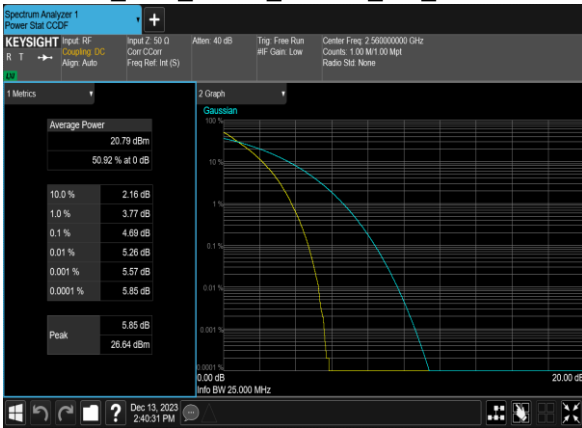 Spectrum Analyzer 1
Power Stat CCDF
+
KEYSIGHT
R T
LXI
Input: RF
Coupling: DC
Align: Auto
Input Z: 50 Ω
Corr CCorr
Freq Ref: Int (S)
Atten: 40 dB
Trig: Free Run
#IF Gain: Low
Center Freq: 2.560000000 GHz
Counts: 1.00 M/1.00 Mpt
Radio Std: None
1 Metrics
Average Power
20.79 dBm
50.92 % at 0 dB
10.0 % 2.16 dB
1.0 % 3.77 dB
0.1 % 4.69 dB
0.01 % 5.26 dB
0.001 % 5.57 dB
0.0001 % 5.85 dB
Peak
5.85 dB
26.64 dBm
2 Graph
Gaussian
100 %
10 %
1 %
0.1 %
0.01 %
0.001 %
0.0001 %
0.00 dB 20.00 dB
Info BW 25.000 MHz
?
Dec 13, 2023
2:40:31 PM